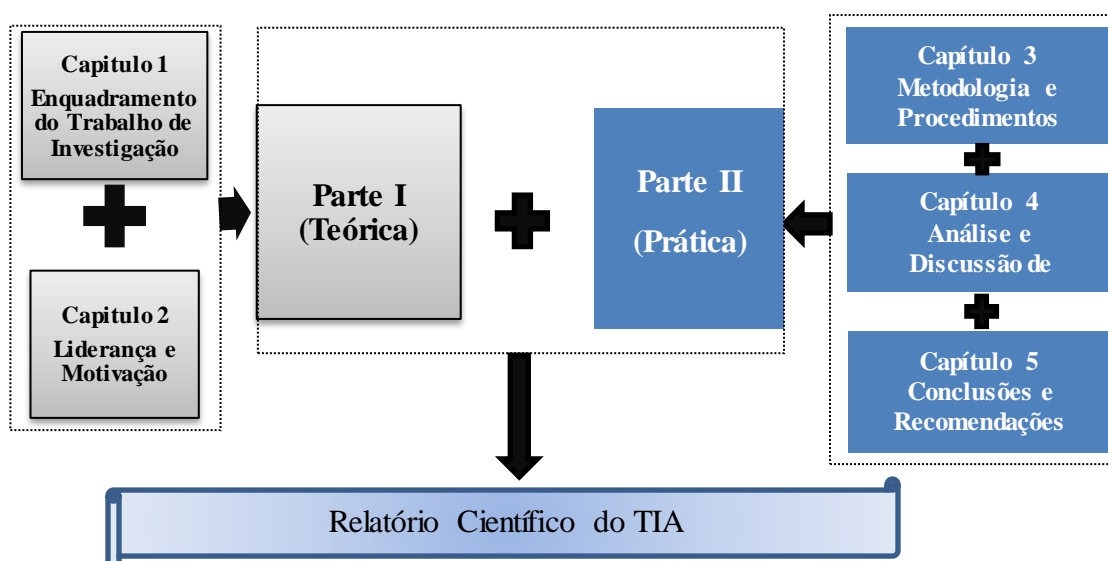 Capitulo 1
Enquadramento
do Trabalho de
Investigação
Capitulo 2
Liderança e
Motivação
Parte I
(Teórica)
Parte II
(Prática)
Capítulo 3
Metodologia e
Procedimentos
Capítulo 4
Análise e
Discussão de
Capítulo 5
Conclusões e
Recomendações
Relatório Científico do TIA